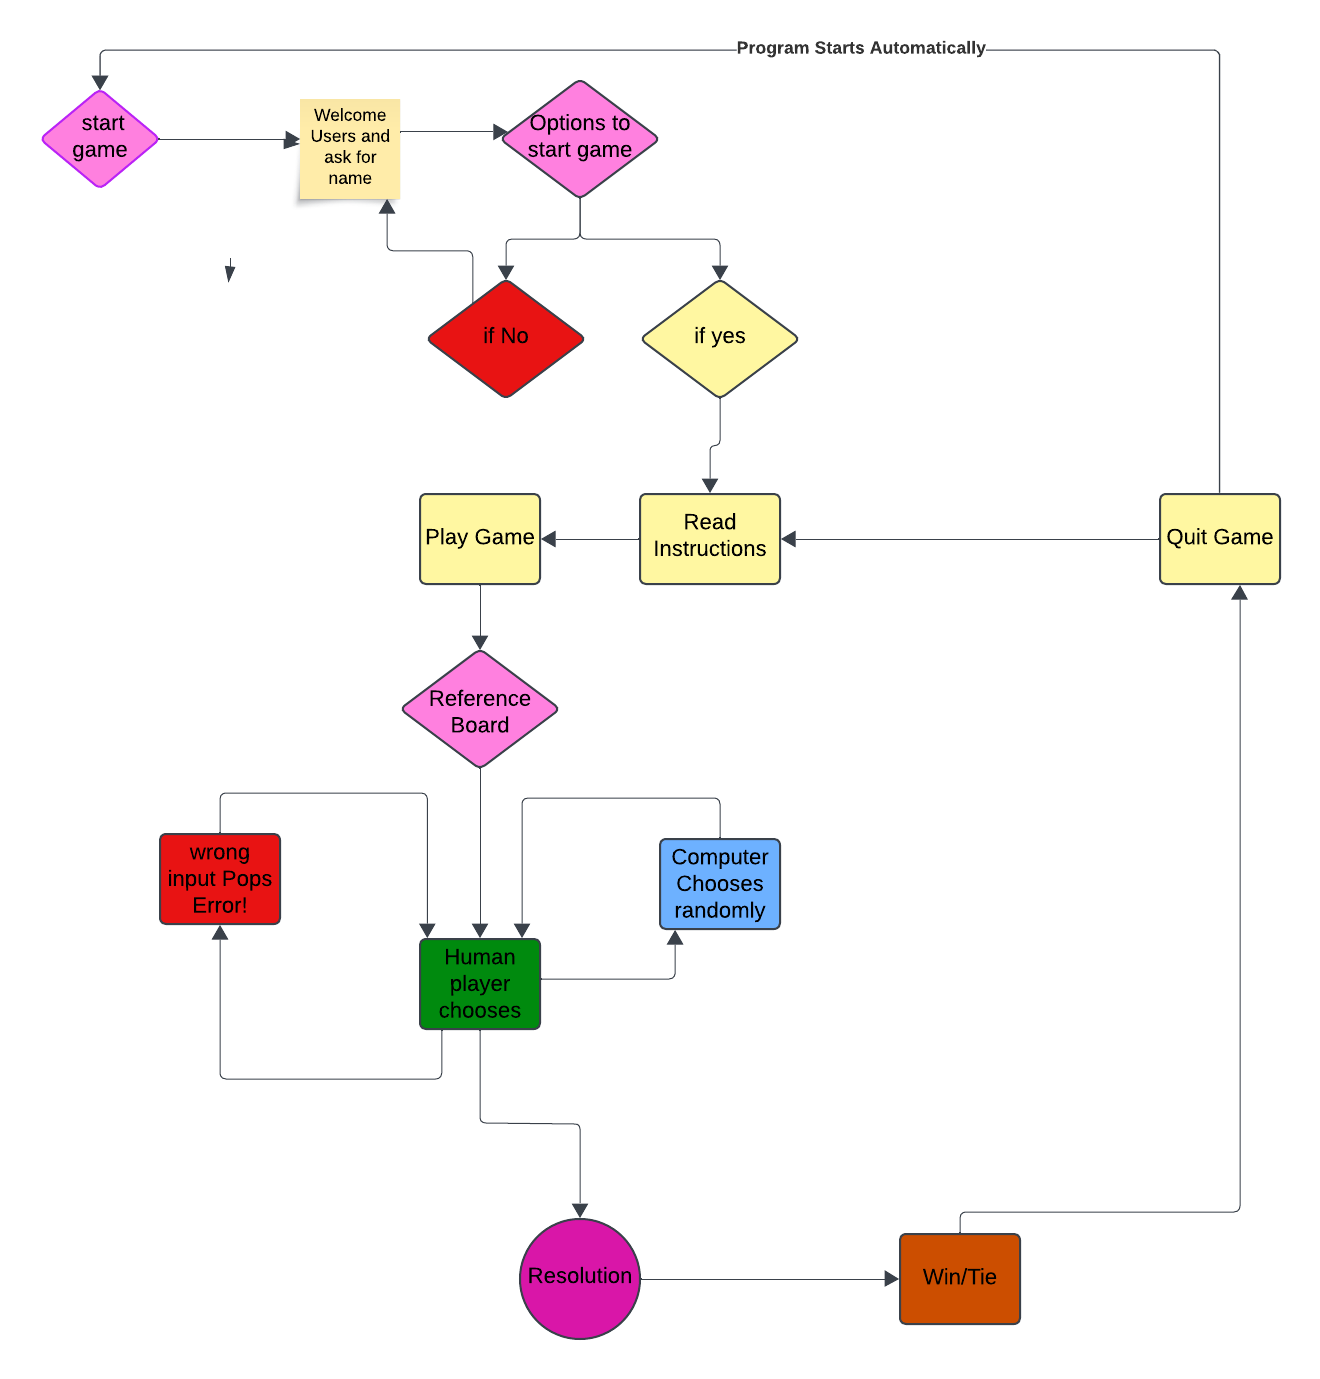 Program Starts Automatically
start
game
Welcome
Users and
ask for
name
Options to
start game
if No
if yes
Play Game
Read
Instructions
Quit Game
Reference
Board
wrong
input Pops
Error!
Computer
Chooses
randomly
Human
player
chooses
Resolution
Win/Tie